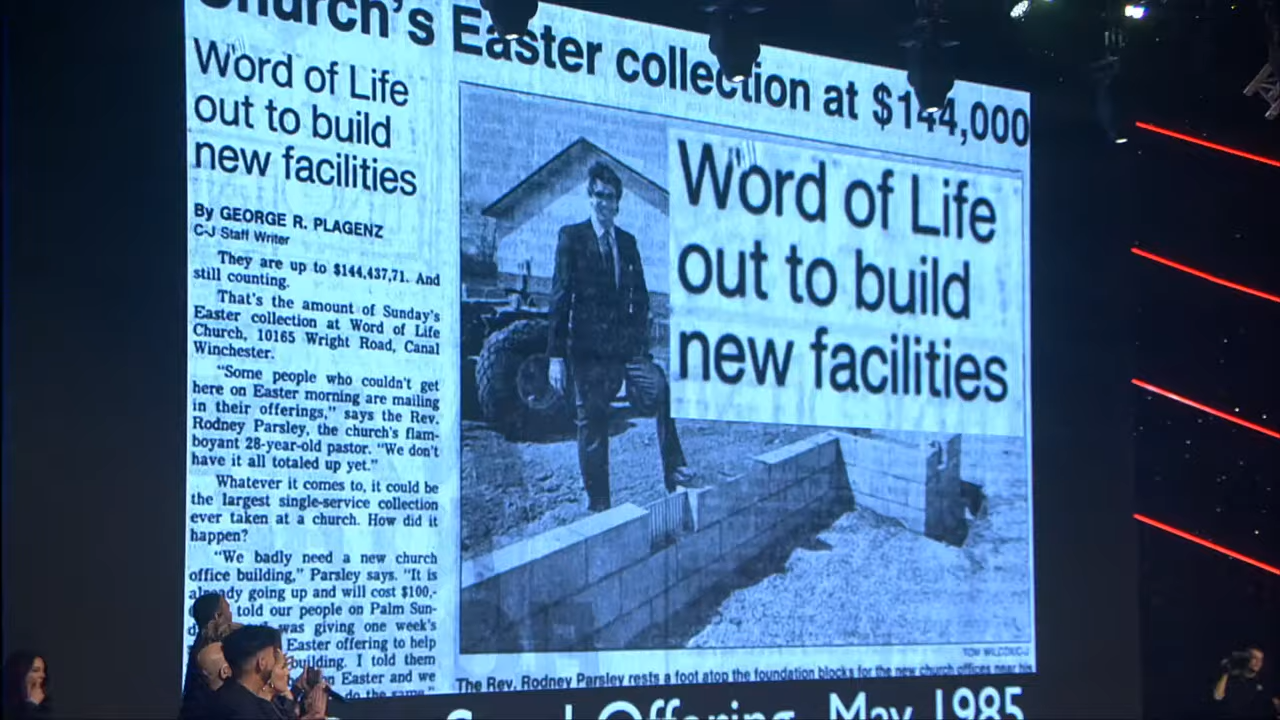 Church's Easter collection at $144,000
Word of Life
out to build
new facilities
By GEORGE R. PLAGENZ
C-J Staff Writer
They are up to $144,437,71. And
still counting.
That's the amount of Sunday's
Easter collection at Word of Life
Church, 10165 Wright Road, Canal
Winchester.
"Some people who couldn't get
here on Easter morning are mailing
in their offerings," says the Rev.
Rodney Parsley, the church's flam-
boyant 28-year-old pastor. "We don't
have it all totaled up yet."
Whatever it comes to, it could be
the largest single-service collection
ever taken at a church. How did it
happen?
"We badly need a new church
office building," Parsley says. "It is
already going up and will cost $100,-
told our people on Palm Sun-
was giving one week's
Easter offering to help
building. I told them
on Easter and we
do the same."
Word of Life
out to build
new facilities
The Rev. Rodney Parsley rests a foot atop the foundation blocks for the new church offices near his
Offering, May 1985